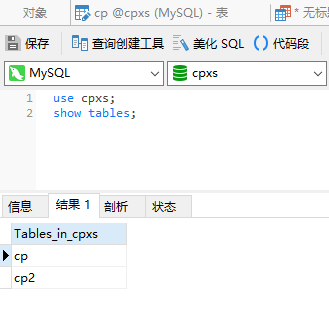 对象
cp @cpxs (MySQL) - 表
* 无标
保存
查询创建工具
美化 SQL
代码段
MySQL
cpxs
1 use cpxs;
2 show tables;
信息
结果 1
剖析
状态
Tables_in_cpxs
cp
cp2